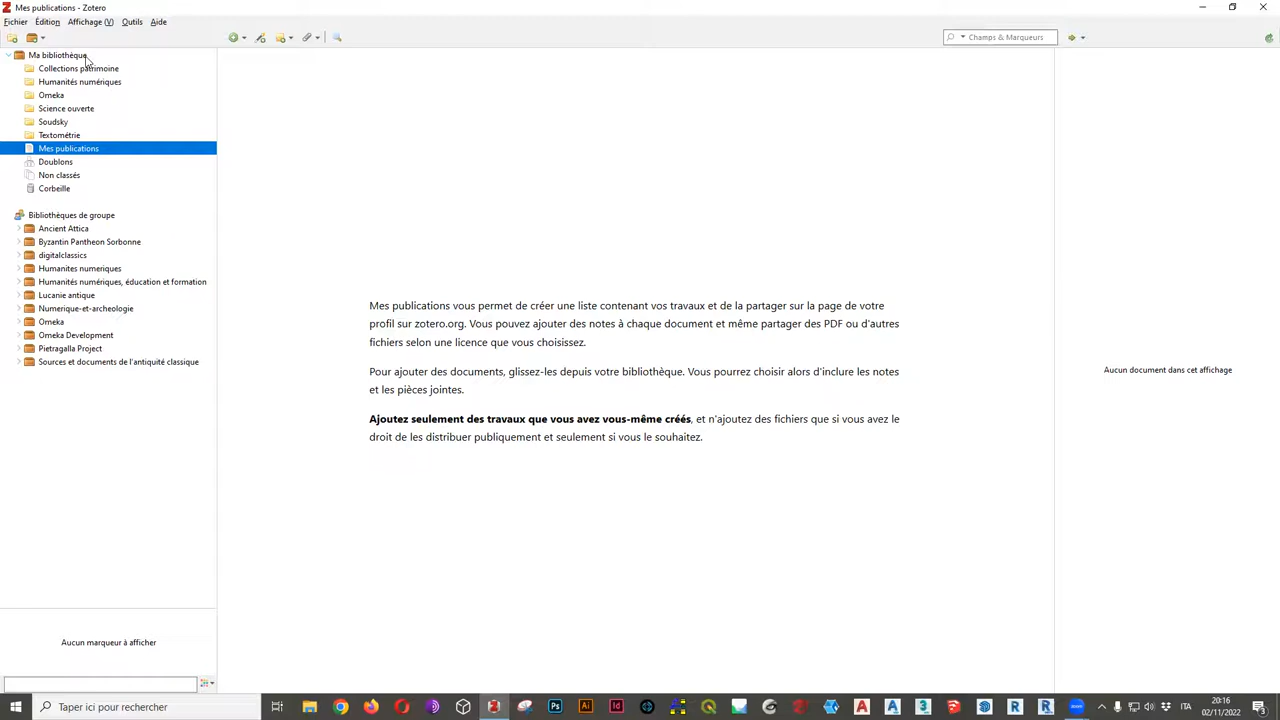 Mes publications - Zotero
Fichier Édition Affichage (V) Outils Aide
Champs & Marqueurs
Ma bibliothèque
Collections patrimoine
Humanités numériques
Omeka
Science ouverte
Soudsky
Textométrie
Mes publications
Doublons
Non classés
Corbeille
Bibliothèques de groupe
Ancient Attica
Byzantin Pantheon Sorbonne
digitalclassics
Humanites numeriques
Humanités numériques, éducation et formation
Lucanie antique
Numerique-et-archeologie
Omeka
Omeka Development
Pietragalla Project
Sources et documents de l'antiquité classique
Mes publications vous permet de créer une liste contenant vos travaux et de la partager sur la page de votre
profil sur zotero.org. Vous pouvez ajouter des notes à chaque document et même partager des PDF ou d'autres
fichiers selon une licence que vous choisissez.
Pour ajouter des documents, glissez-les depuis votre bibliothèque. Vous pourrez choisir alors d'inclure les notes
et les pièces jointes.
Ajoutez seulement des travaux que vous avez vous-même créés, et n'ajoutez des fichiers que si vous avez le
droit de les distribuer publiquement et seulement si vous le souhaitez.
Aucun document dans cet affichage
Aucun marqueur à afficher
Taper ici pour rechercher
ITA
20:16
02/11/2022